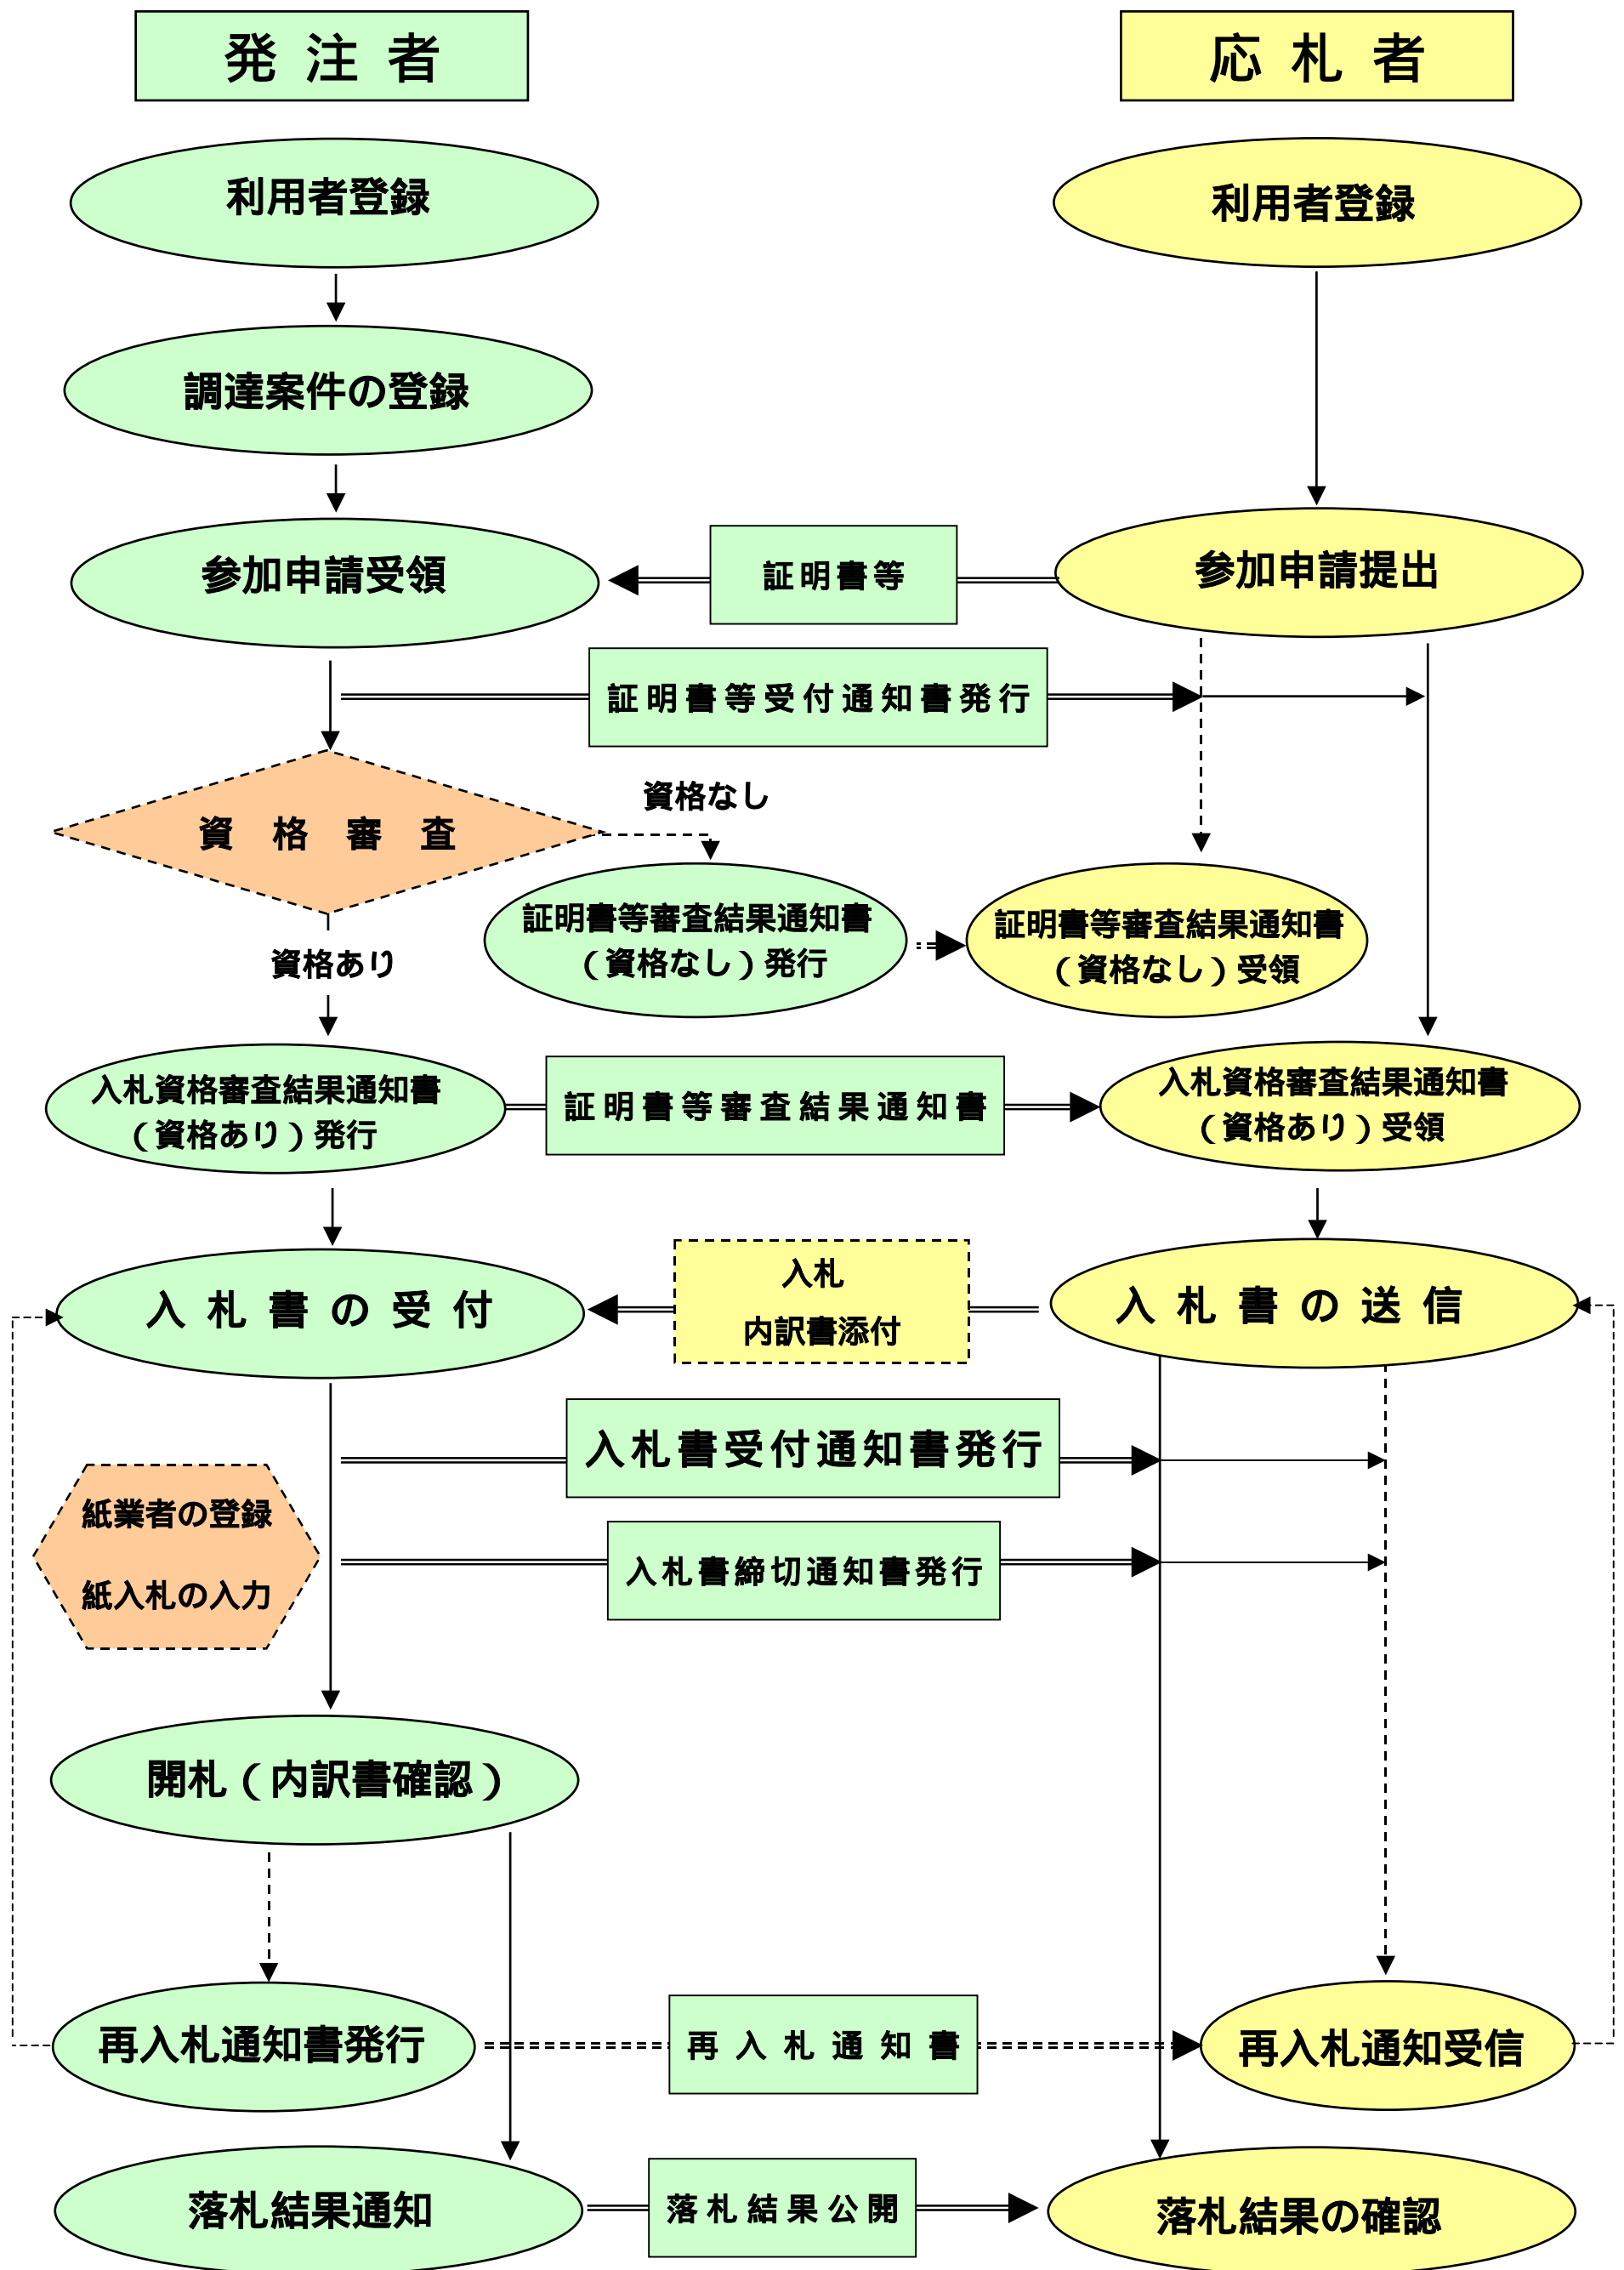 発注者
応札者
利用者登録
利用者登録
調達案件の登録
参加申請受領
証明書等
参加申請提出
証明書等受付通知書発行
資格なし
資格審査
証明書等審査結果通知書
（資格なし）発行
証明書等審査結果通知書
（資格なし）受領
資格あり
入札資格審査結果通知書
（資格あり）発行
証明書等審査結果通知書
入札資格審査結果通知書
（資格あり）受領
入札書の受付
入札
内訳書添付
入札書の送信
入札書受付通知書発行
紙業者の登録
紙入札の入力
入札書締切通知書発行
開札（内訳書確認）
再入札通知書発行
再入札通知書
再入札通知受信
落札結果通知
落札結果公開
落札結果の確認